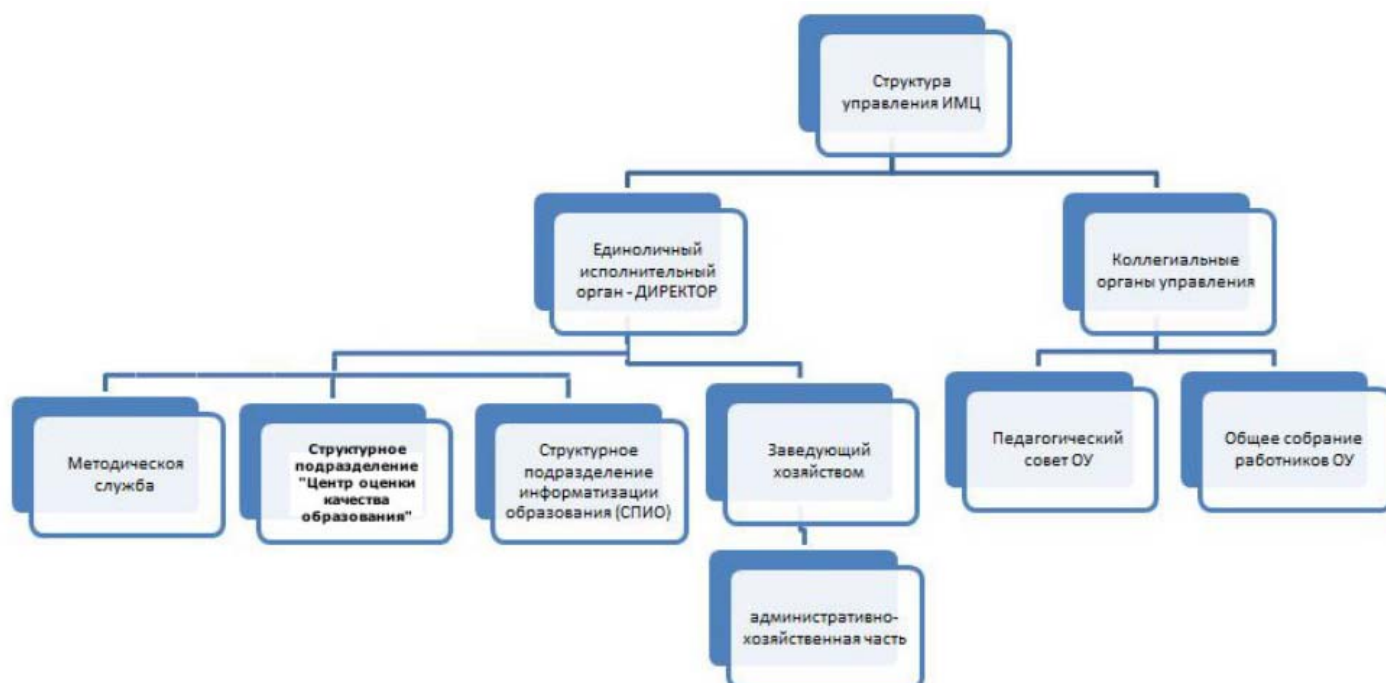 Структура
управления ИМЦ
Единоличный
исполнительный
орган - ДИРЕКТОР
Коллегиальные
органы управления
Методическоя
служба
Структурное
подразделение
"Центр оценки
качества
образования"
Структурное
подразделение
информатизации
образования (СПИО)
Заведующий
хозяйством
Педагогический
совет ОУ
Общее собрание
работников ОУ
административно-
хозяйственная часть